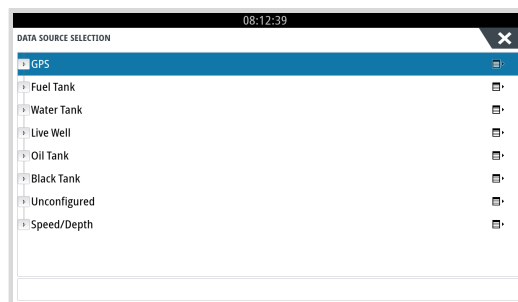 08:12:39
DATA SOURCE SELECTION
GPS
Fuel Tank
Water Tank
Live Well
Oil Tank
Black Tank
Unconfigured
Speed/Depth